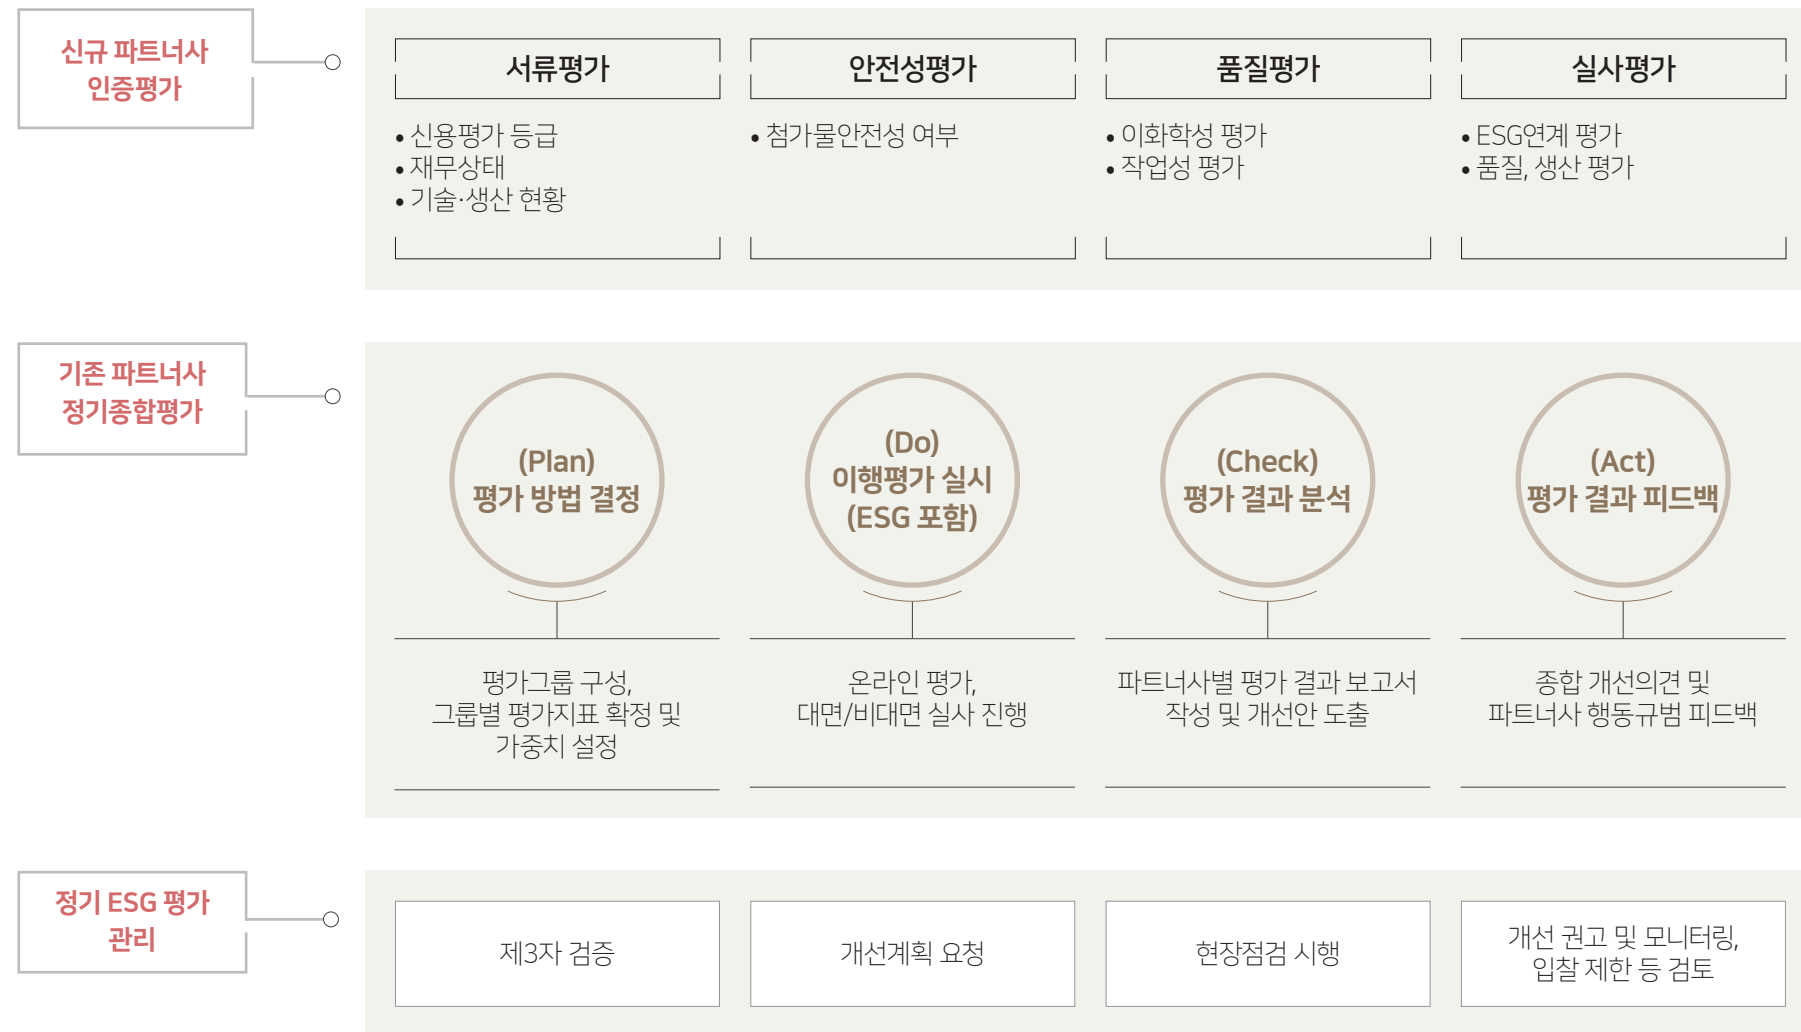 신규 파트너사
인증평가
서류평가
• 신용평가 등급
• 재무상태
• 기술·생산 현황
안전성평가
• 첨가물안전성 여부
품질평가
• 이화학성 평가
• 작업성 평가
실사평가
• ESG연계 평가
• 품질, 생산 평가
기존 파트너사
정기종합평가
(Plan)
평가 방법 결정
평가그룹 구성,
그룹별 평가지표 확정 및
가중치 설정
(Do)
이행평가 실시
(ESG 포함)
온라인 평가,
대면/비대면 실사 진행
(Check)
평가 결과 분석
파트너사별 평가 결과 보고서
작성 및 개선안 도출
(Act)
평가 결과 피드백
종합 개선의견 및
파트너사 행동규범 피드백
정기 ESG 평가
관리
제3자 검증
개선계획 요청
현장점검 시행
개선 권고 및 모니터링,
입찰 제한 등 검토